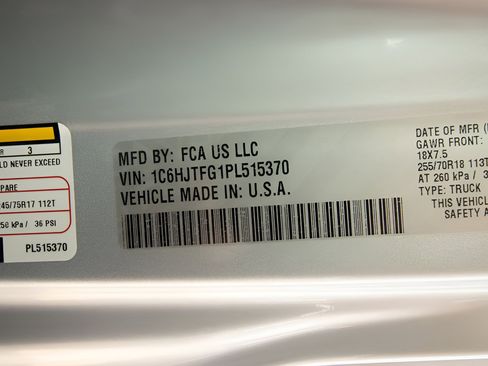 3
LD NEVER EXCEED
PARE
245/75R17 112T
250 kPa / 36 PSI
PL515370
MFD BY: FCA US LLC
VIN: 1C6HJTFG1PL515370
VEHICLE MADE IN: U.S.A.
DATE OF MFR
GAWR FRONT:
18X7.5
255/70R18 113T
AT 260 kPa/
TYPE: TRUCK
THIS VEHICL
SAFETY A